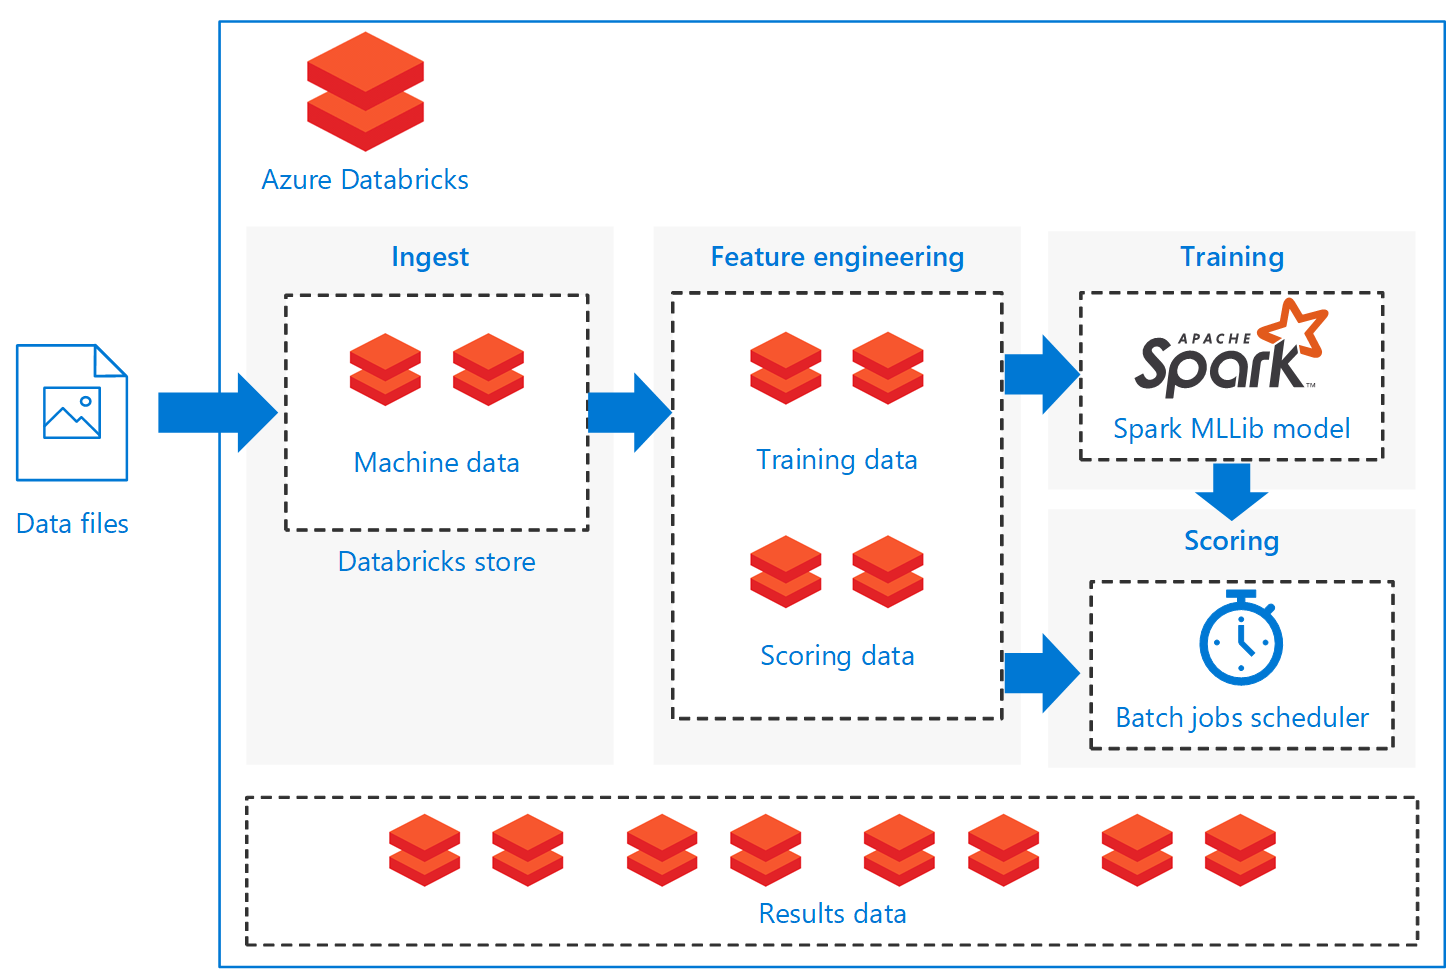 Azure Databricks
Ingest
Machine data
Databricks store
Data files
Feature engineering
Training data
Scoring data
Training
APACHE
Spark™
Spark MLLib model
Scoring
Batch jobs scheduler
Results data